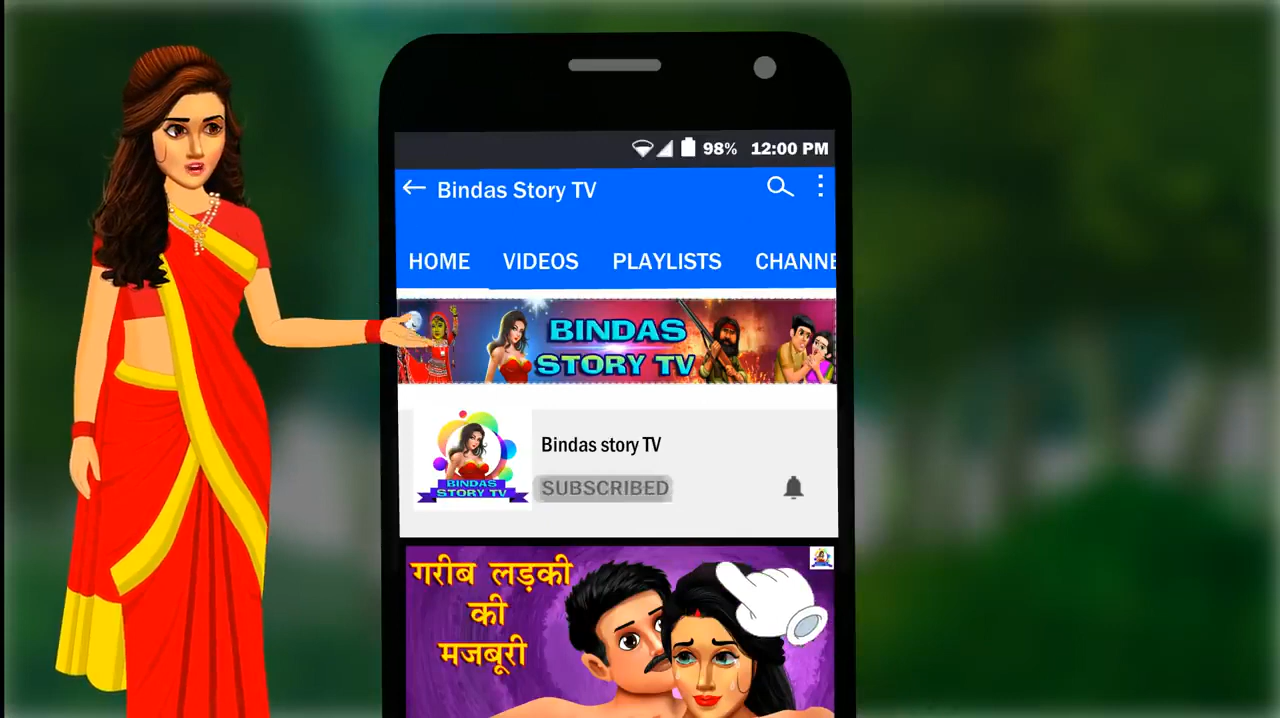 98% 12:00 PM
Bindas Story TV
HOME VIDEOS PLAYLISTS CHANNE
BINDAS
STORY TV
Bindas story TV
SUBSCRIBED
BINDAS
STORY TV
गरीब लड़की
की
मजबूरी